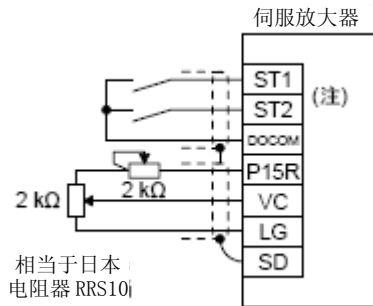 伺服放大器
ST1
ST2
(注)
DOCOM
P15R
2 kΩ
VC
2 kΩ
LG
SD
相当于日本
电阻器 RRS10